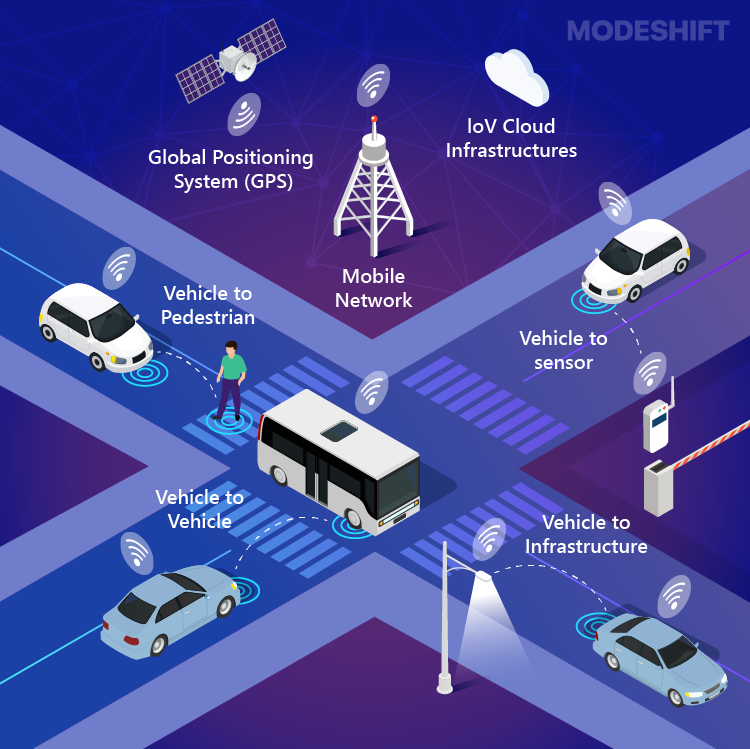 MODESHIFT
Global Positioning
System (GPS)
IoV Cloud
Infrastructures
Mobile
Network
Vehicle to
Pedestrian
Vehicle to
sensor
Vehicle to
Vehicle
Vehicle to
Infrastructure